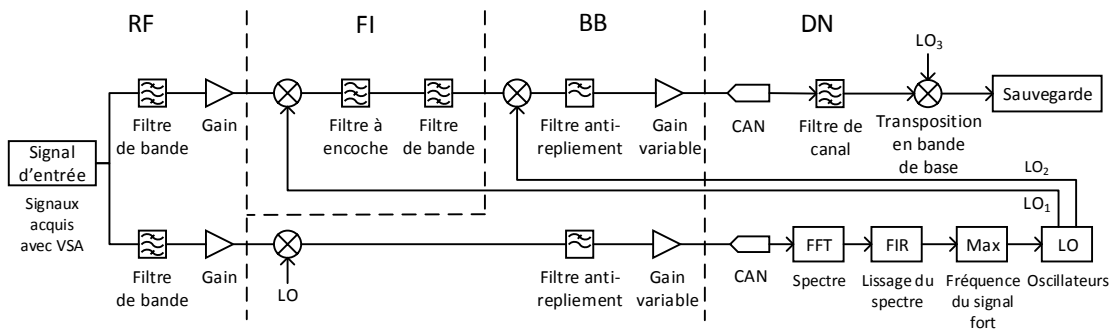 RF
FI
BB
DN
LO3
Sauvegarde
Filtre
de bande
Gain
Filtre à
encoche
Filtre de
bande
Filtre anti-
repliement
Gain
variable
CAN
Filtre de
canal
Transposition
en bande
de base
Signal
d'entrée
Signaux
acquis
avec VSA
LO2
LO1
Filtre
de bande
Gain
LO
Filtre anti-
repliement
Gain
variable
CAN
FFT
Spectre
FIR
Lissage du
spectre
Max
Fréquence
du signal
fort
LO
Oscillateurs